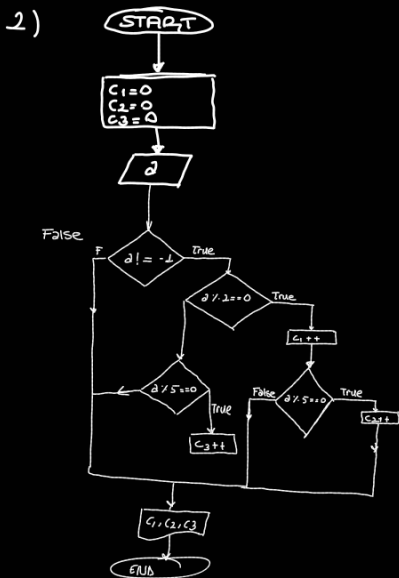 2)
START
C1=0
C2=0
C3=0
a
False
F
a!= -1
True
a%2==0
True
C1++
a%5==0
True
C3++
False
a%5==0
True
C2++
C1,C2,C3
END